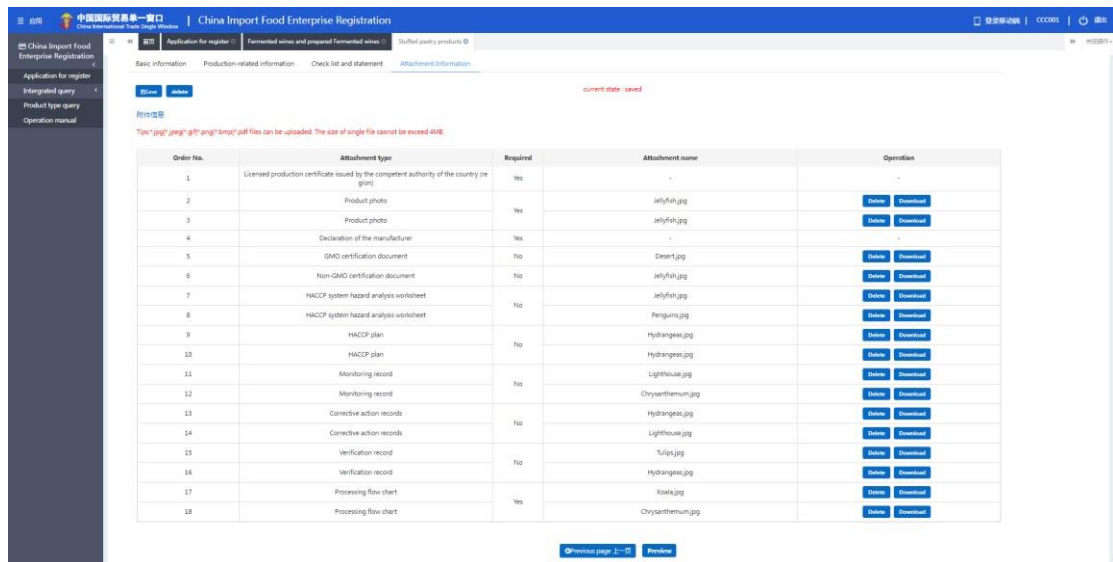 应用 中国国际贸易单一窗口 China Import Food Enterprise Registration CCC001 退出
China International Trade Single Window
China Import Food
Enterprise Registration
Application for register
Intergrated query
Product type query
Operation manual
首页 Application for register Fermented wines and prepared Fermented wines Stuffed pastry products
Basic information Production-related information Check list and statement Attachment Information
Save delete current state : saved
附件信息
Tips:*.jpg|*.jpeg|*.gif|*.png|*.bmp|*.pdf files can be uploaded. The size of single file cannot be exceed 4MB.
Order No. Attachment type Required Attachment name Operation
1 Licensed production certificate issued by the competent authority of the country (re
gion) Yes - -
2 Product photo Yes Jellyfish.jpg Delete Download
3 Product photo Jellyfish.jpg Delete Download
4 Declaration of the manufacturer Yes - -
5 GMO certification document No Desert.jpg Delete Download
6 Non-GMO certification document No Jellyfish.jpg Delete Download
7 HACCP system hazard analysis worksheet No Jellyfish.jpg Delete Download
8 HACCP system hazard analysis worksheet Penguins.jpg Delete Download
9 HACCP plan No Hydrangeas.jpg Delete Download
10 HACCP plan Hydrangeas.jpg Delete Download
11 Monitoring record No Lighthouse.jpg Delete Download
12 Monitoring record Chrysanthemum.jpg Delete Download
13 Corrective action records No Hydrangeas.jpg Delete Download
14 Corrective action records Lighthouse.jpg Delete Download
15 Verification record No Tulips.jpg Delete Download
16 Verification record Hydrangeas.jpg Delete Download
17 Processing flow chart Yes Koala.jpg Delete Download
18 Processing flow chart Chrysanthemum.jpg Delete Download
Previous page 上一页 Preview